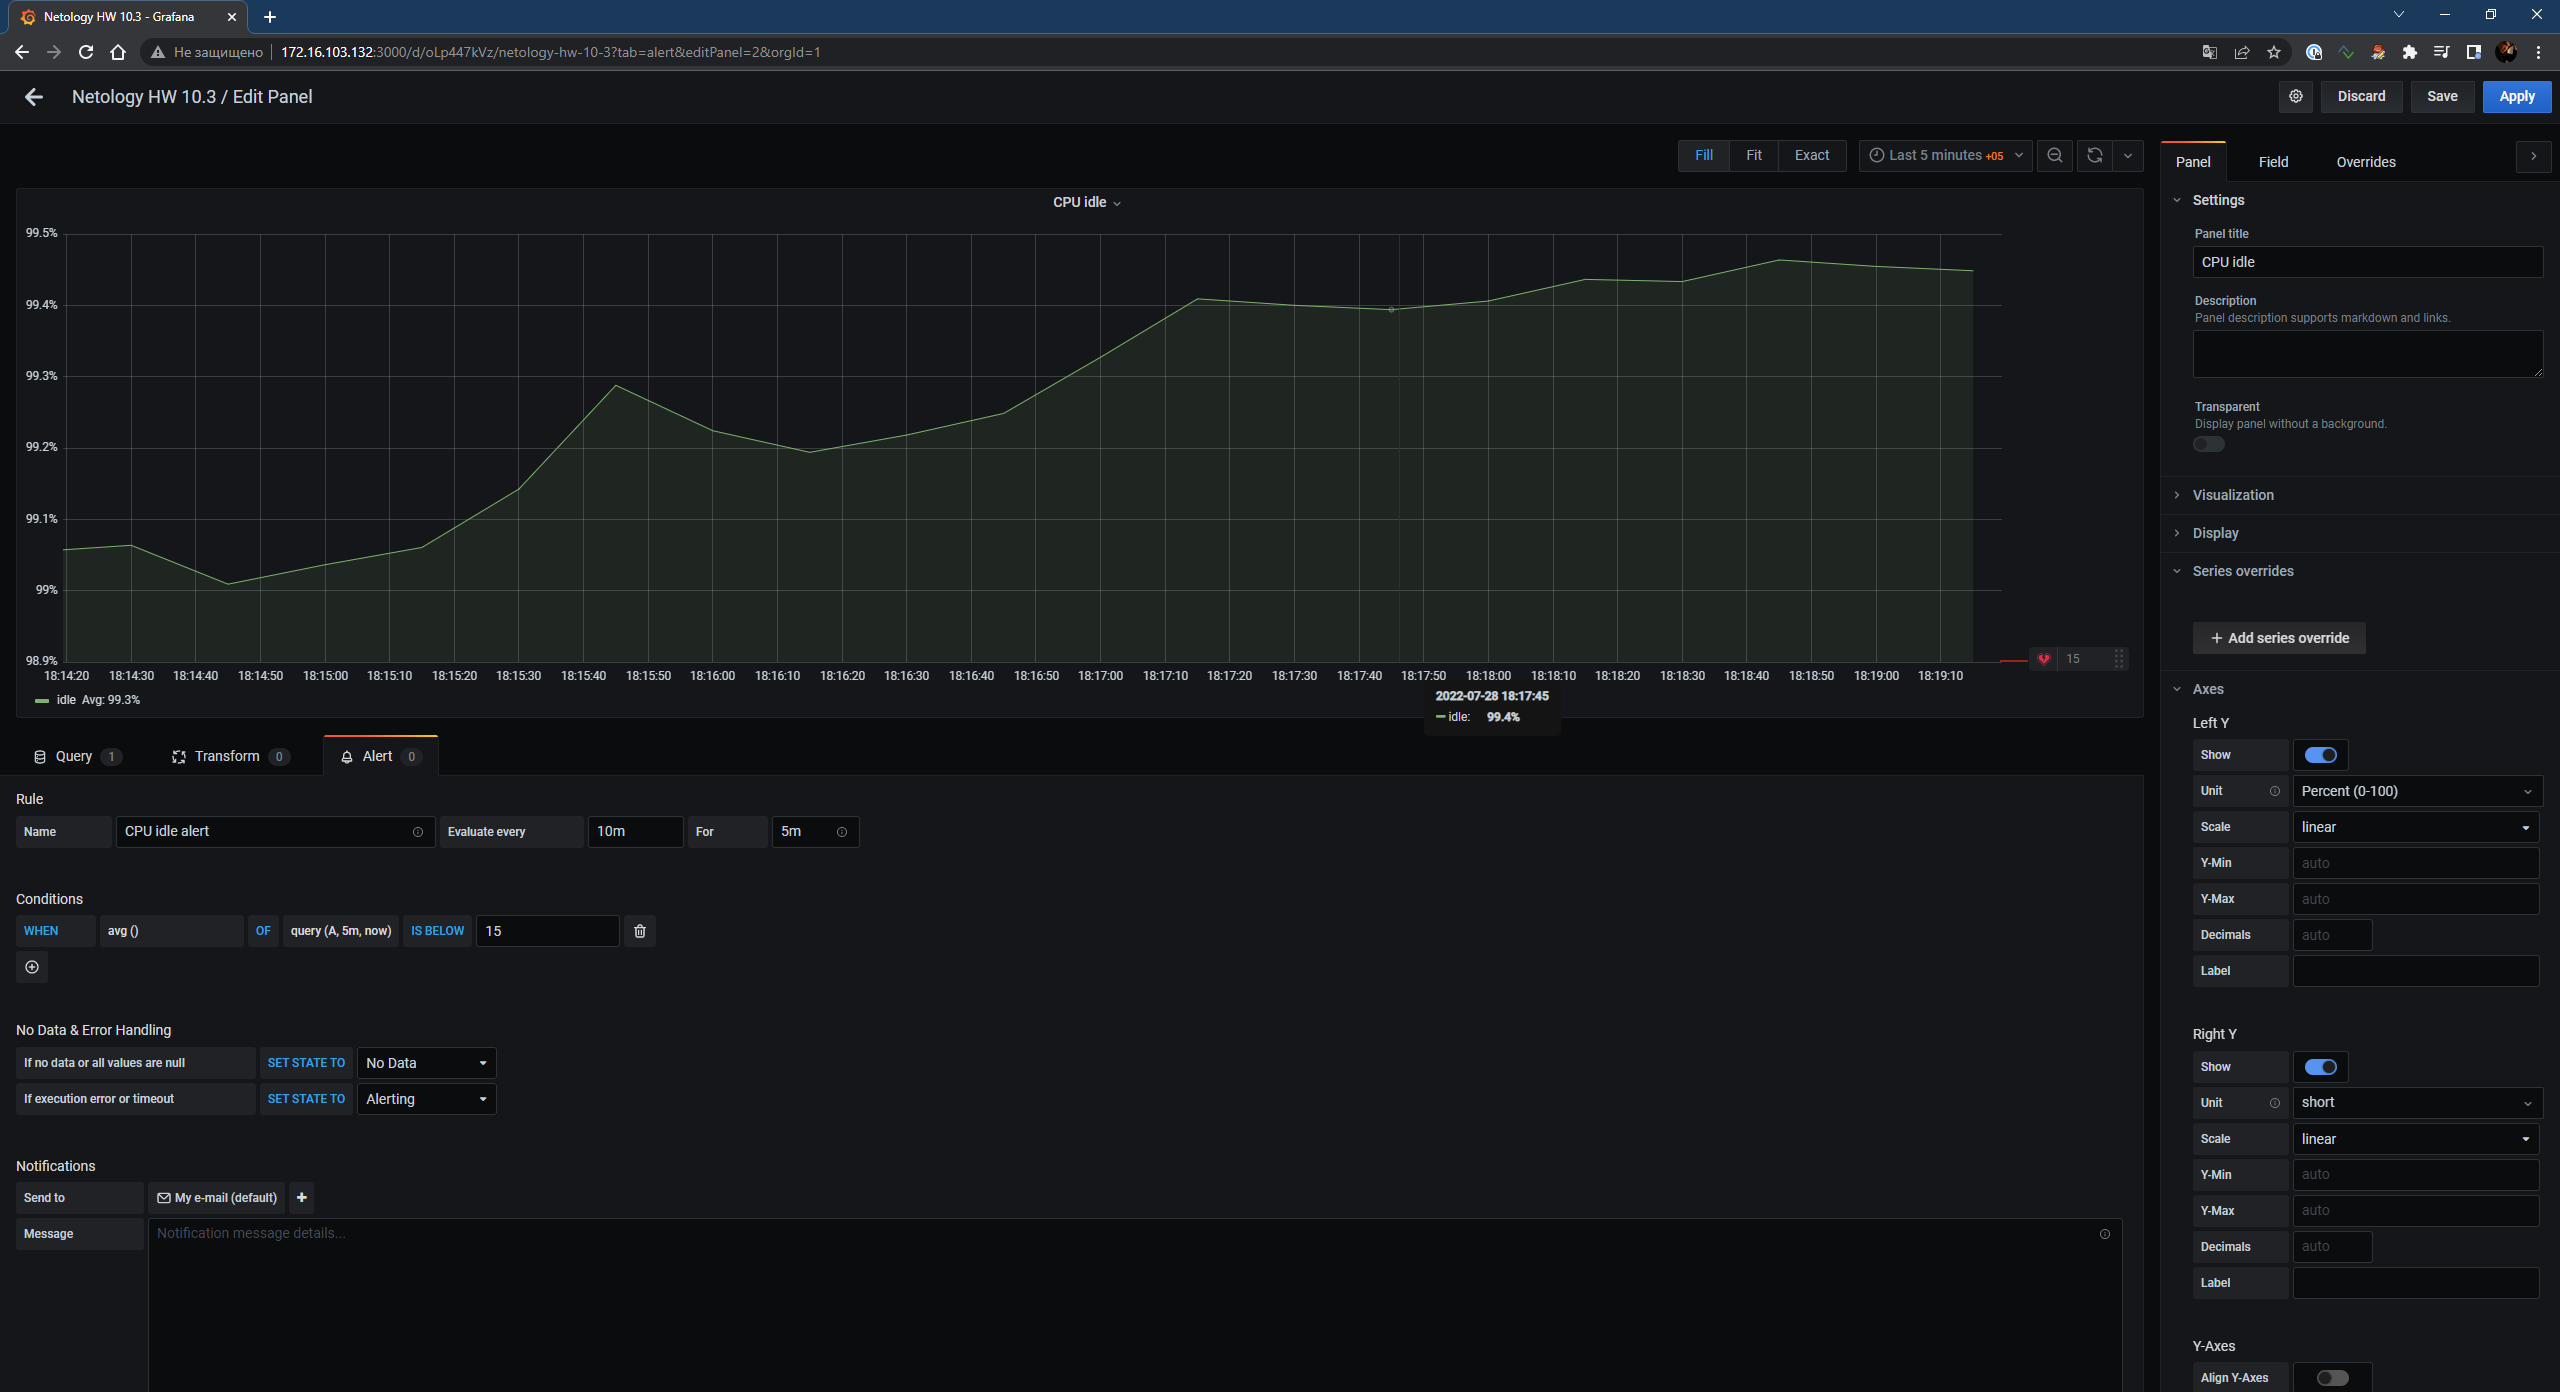 Netology HW 10.3 - Grafana
Не защищено
172.16.103.132:3000/d/oLp447kVz/netology-hw-10-3?tab=alert&editPanel=2&orgId=1
Netology HW 10.3 / Edit Panel
Discard
Save
Apply
Fill
Fit
Exact
Last 5 minutes +05
CPU idle
99.5%
99.4%
99.3%
99.2%
99.1%
99%
98.9%
18:14:20 18:14:30 18:14:40 18:14:50 18:15:00 18:15:10 18:15:20 18:15:30 18:15:40 18:15:50 18:16:00 18:16:10 18:16:20 18:16:30 18:16:40 18:16:50 18:17:00 18:17:10 18:17:20 18:17:30 18:17:40 18:17:50 18:18:00 18:18:10 18:18:20 18:18:30 18:18:40 18:18:50 18:19:00 18:19:10
15
idle Avg: 99.3%
2022-07-28 18:17:45
idle: 99.4%
Query 1
Transform 0
Alert 0
Rule
Name CPU idle alert Evaluate every 10m For 5m
Conditions
WHEN avg () OF query (A, 5m, now) IS BELOW 15
No Data & Error Handling
If no data or all values are null SET STATE TO No Data
If execution error or timeout SET STATE TO Alerting
Notifications
Send to My e-mail (default)
Message Notification message details...
Panel
Field
Overrides
Settings
Panel title
CPU idle
Description
Panel description supports markdown and links.
Transparent
Display panel without a background.
Visualization
Display
Series overrides
+ Add series override
Axes
Left Y
Show
Unit Percent (0-100)
Scale linear
Y-Min auto
Y-Max auto
Decimals auto
Label
Right Y
Show
Unit short
Scale linear
Y-Min auto
Y-Max auto
Decimals auto
Label
Y-Axes
Align Y-Axes